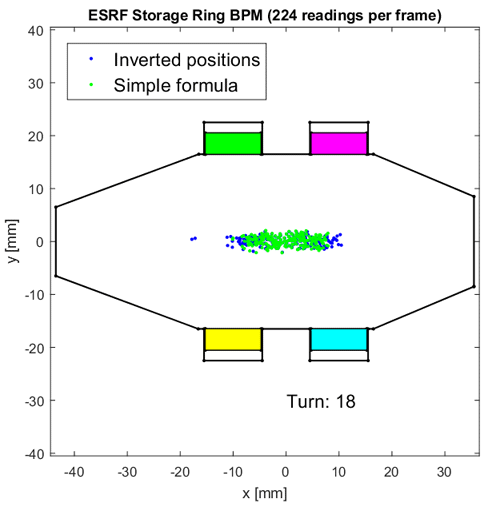 ESRF Storage Ring BPM (224 readings per frame)
Inverted positions
Simple formula
40
30
20
10
0
-10
-20
-30
-40
y [mm]
Turn: 18
-40
-30
-20
-10
0
10
20
30
x [mm]